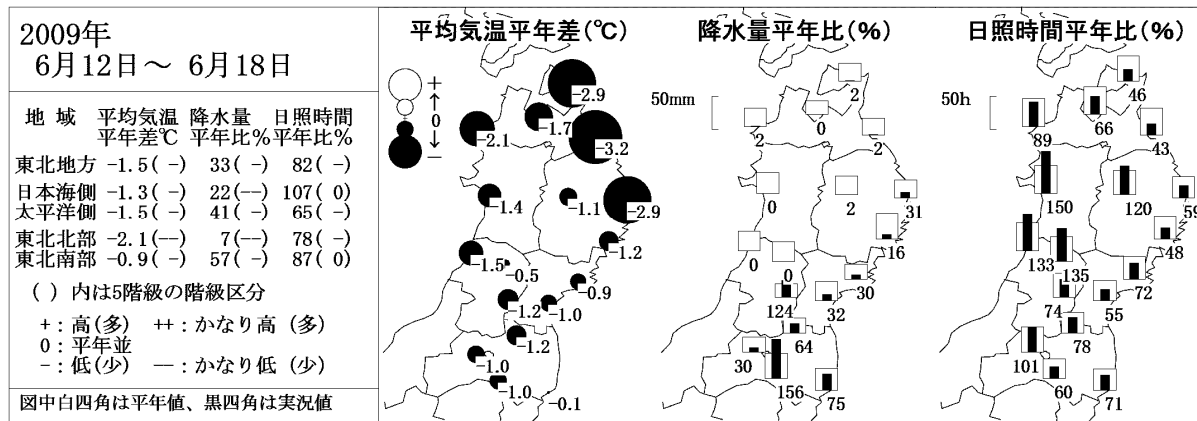 2009年
6月12日～ 6月18日
地 域 平均気温 降水量 日照時間
平年差℃ 平年比% 平年比%
東北地方 -1.5( -) 33( -) 82( -)
日本海側 -1.3( -) 22(--) 107( 0)
太平洋側 -1.5( -) 41( -) 65( -)
東北北部 -2.1(--) 7(--) 78( -)
東北南部 -0.9( -) 57( -) 87( 0)
( ) 内は5階級の階級区分
+：高(多) ++：かなり高 (多)
0：平年並
-：低(少) --：かなり低 (少)
図中白四角は平年値、黒四角は実況値
平均気温平年差(℃)
+
↑
0
↓
-
-2.9
-1.7
-2.1
-3.2
-1.4
-1.1
-2.9
-1.2
-1.5
-0.5
-0.9
-1.2
-1.0
-1.2
-1.0
-1.0
-0.1
降水量平年比(%)
50mm
2
0
2
2
0
2
31
16
0
0
30
124
32
64
30
156
75
日照時間平年比(%)
50h
46
66
89
43
150
120
59
48
133
135
72
74
55
78
101
60
71